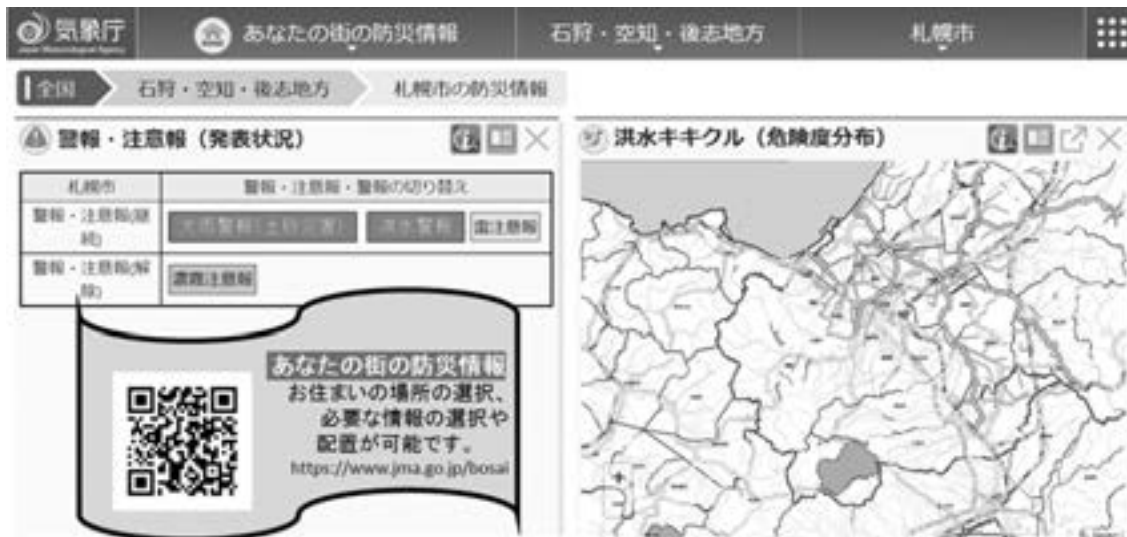 気象庁
Japan Meteorological Agency
あなたの街の防災情報
石狩・空知・後志地方
札幌市
全国
石狩・空知・後志地方
札幌市の防災情報
警報・注意報（発表状況）
洪水キキクル（危険度分布）
札幌市
警報・注意報・警報の切り替え
警報・注意報(継続)
大雨警報(土砂災害)
洪水警報
雷注意報
警報・注意報(解除)
濃霧注意報
あなたの街の防災情報
お住まいの場所の選択、
必要な情報の選択や
配置が可能です。
https://www.jma.go.jp/bosai